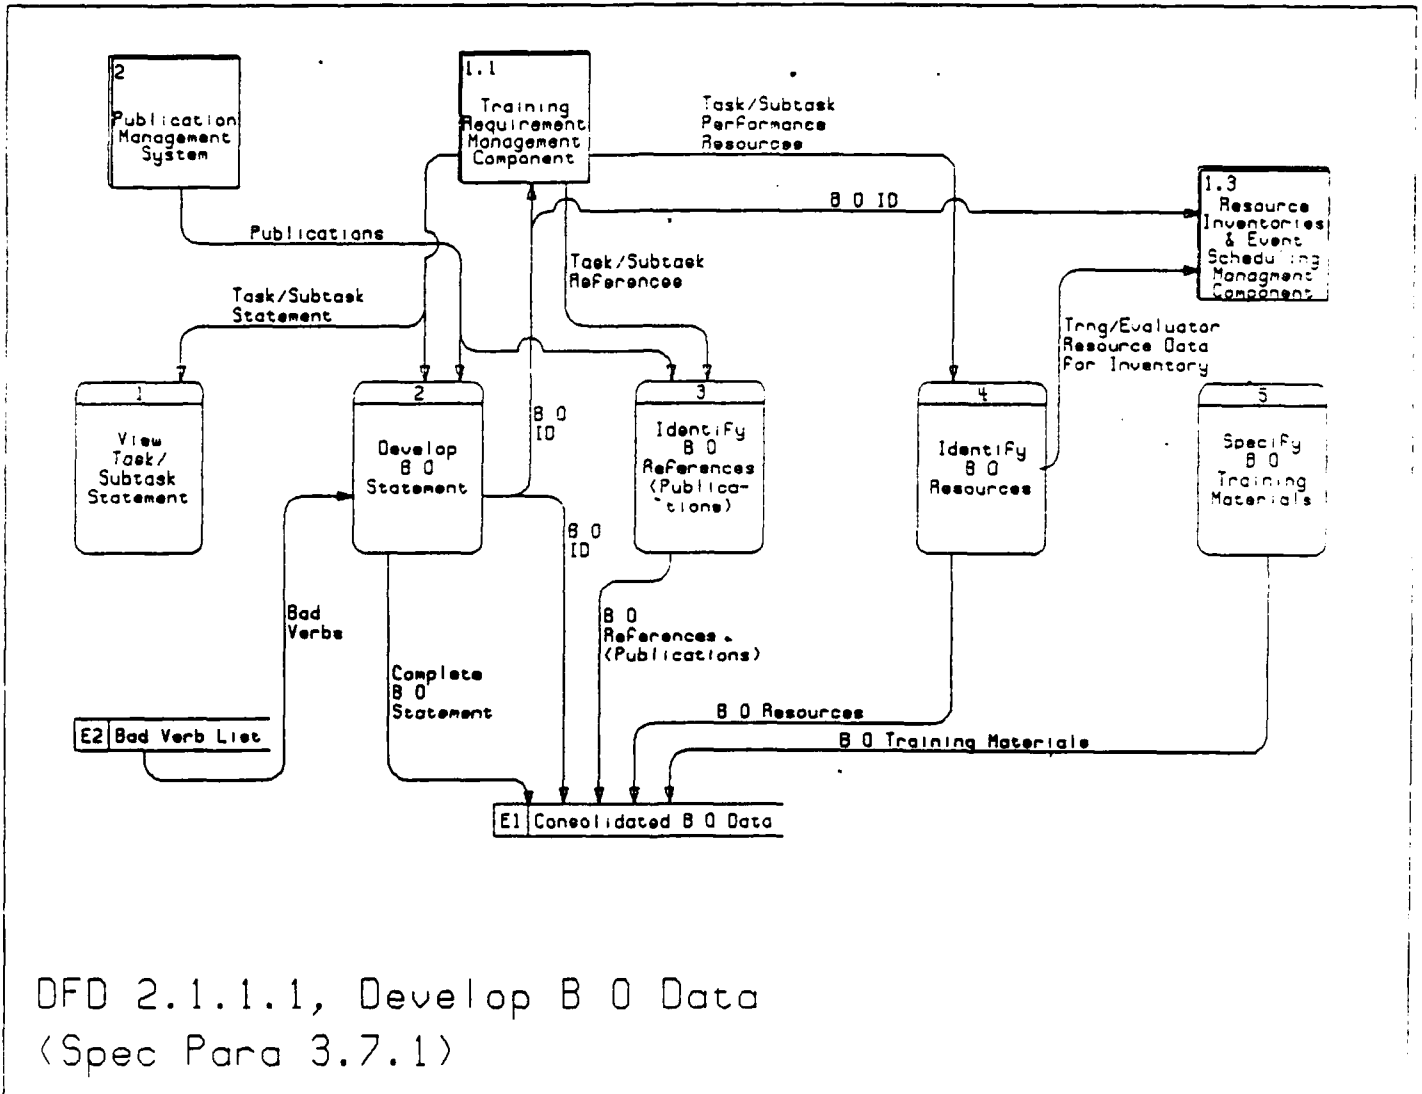 2
Publication
Management
System
1.1
Training
Requirement
Management
Component
Task/Subtask
Performance
Resources
1.3
Resource
Inventories
& Event
Scheduling
Managment
Component
B O ID
Publications
Task/Subtask
References
Task/Subtask
Statement
Trng/Evaluator
Resource Data
For Inventory
1
View
Task/
Subtask
Statement
2
Develop
B O
Statement
B O
ID
3
Identify
B O
References
(Publica-
tions)
4
Identify
B O
Resources
5
Specify
B O
Training
Materials
B O
ID
Bad
Verbs
B O
References
(Publications)
Complete
B O
Statement
B O Resources
B O Training Materials
E2 Bad Verb List
E1 Consolidated B O Data
DFD 2.1.1.1, Develop B O Data
(Spec Para 3.7.1)